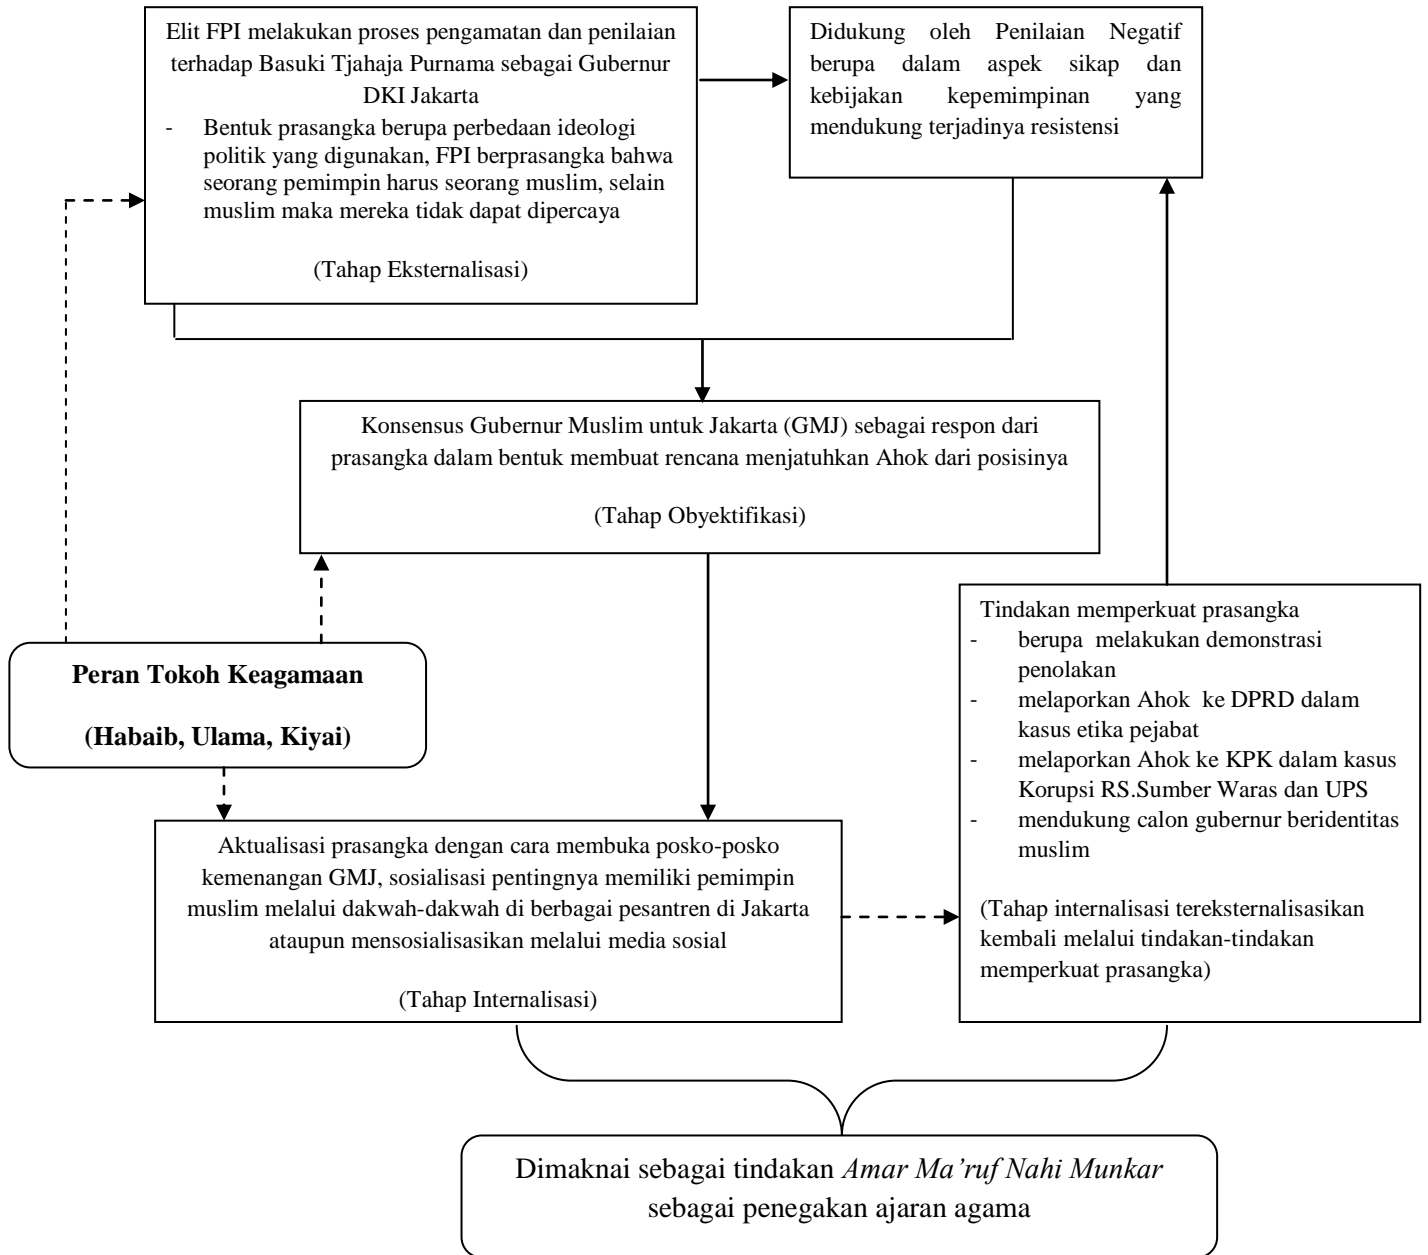 Elit FPI melakukan proses pengamatan dan penilaian
terhadap Basuki Tjahaja Purnama sebagai Gubernur
DKI Jakarta
- Bentuk prasangka berupa perbedaan ideologi
politik yang digunakan, FPI berprasangka bahwa
seorang pemimpin harus seorang muslim, selain
muslim maka mereka tidak dapat dipercaya
(Tahap Eksternalisasi)
Didukung oleh Penilaian Negatif
berupa dalam aspek sikap dan
kebijakan kepemimpinan yang
mendukung terjadinya resistensi
Konsensus Gubernur Muslim untuk Jakarta (GMJ) sebagai respon dari
prasangka dalam bentuk membuat rencana menjatuhkan Ahok dari posisinya
(Tahap Obyektifikasi)
Peran Tokoh Keagamaan
(Habaib, Ulama, Kiyai)
Tindakan memperkuat prasangka
- berupa melakukan demonstrasi
penolakan
- melaporkan Ahok ke DPRD dalam
kasus etika pejabat
- melaporkan Ahok ke KPK dalam kasus
Korupsi RS.Sumber Waras dan UPS
- mendukung calon gubernur beridentitas
muslim
(Tahap internalisasi tereksternalisasikan
kembali melalui tindakan-tindakan
memperkuat prasangka)
Aktualisasi prasangka dengan cara membuka posko-posko
kemenangan GMJ, sosialisasi pentingnya memiliki pemimpin
muslim melalui dakwah-dakwah di berbagai pesantren di Jakarta
ataupun mensosialisasikan melalui media sosial
(Tahap Internalisasi)
Dimaknai sebagai tindakan Amar Ma’ruf Nahi Munkar
sebagai penegakan ajaran agama